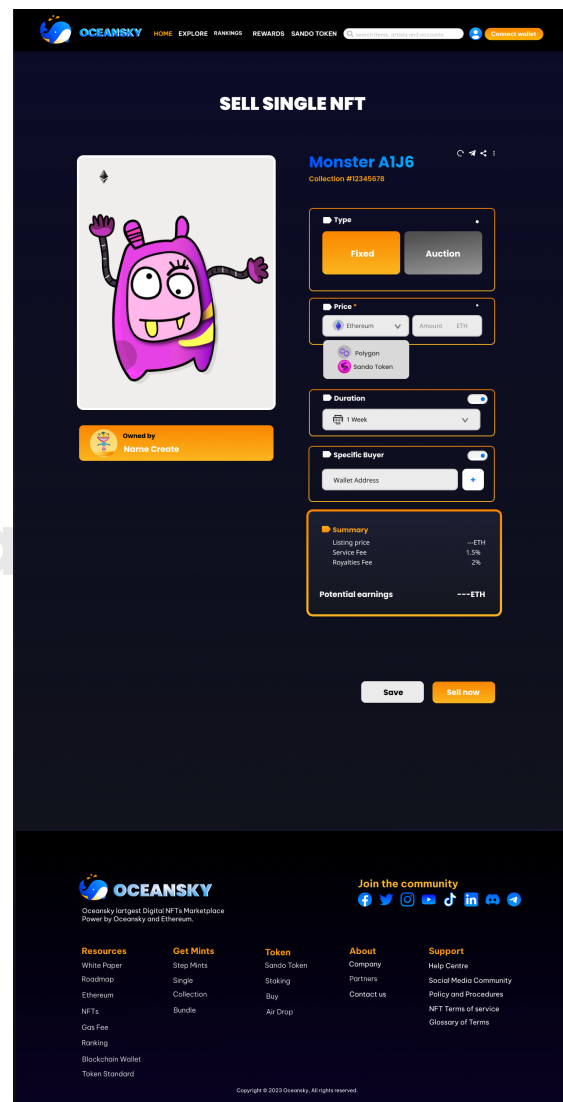 OCEANSKY
HOME EXPLORE RANKINGS REWARDS SANDO TOKEN
search items, artists and accounts
Connect wallet
SELL SINGLE NFT
Monster A1J6
Collection #12345678
Type
Fixed Auction
Price *
Ethereum Amount ETH
Polygon
Sando Token
Duration
1 Week
Owned by
Name Create
Specific Buyer
Wallet Address +
Summary
Listing price ---ETH
Service Fee 1.5%
Royalties Fee 2%
Potential earnings ---ETH
Save Sell now
OCEANSKY
Oceansky lartgest Digital NFTs Marketplace
Power by Oceansky and Ethereum.
Join the community
Resources
White Paper
Roadmap
Ethereum
NFTs
Gas Fee
Ranking
Blockchain Wallet
Token Standard
Get Mints
Step Mints
Single
Collection
Bundle
Token
Sando Token
Staking
Buy
Air Drop
About
Company
Partners
Contact us
Support
Help Centre
Social Media Community
Policy and Procedures
NFT Terms of service
Glossary of Terms
Copyright © 2023 Oceansky. All rights reserved.